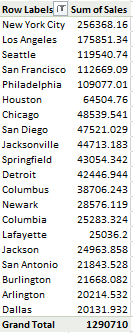 Row Labels Sum of Sales
New York City 256368.16
Los Angeles 175851.34
Seattle 119540.74
San Francisco 112669.09
Philadelphia 109077.01
Houston 64504.76
Chicago 48539.541
San Diego 47521.029
Jacksonville 44713.183
Springfield 43054.342
Detroit 42446.944
Columbus 38706.243
Newark 28576.119
Columbia 25283.324
Lafayette 25036.2
Jackson 24963.858
San Antonio 21843.528
Burlington 21668.082
Arlington 20214.532
Dallas 20131.932
Grand Total 1290710